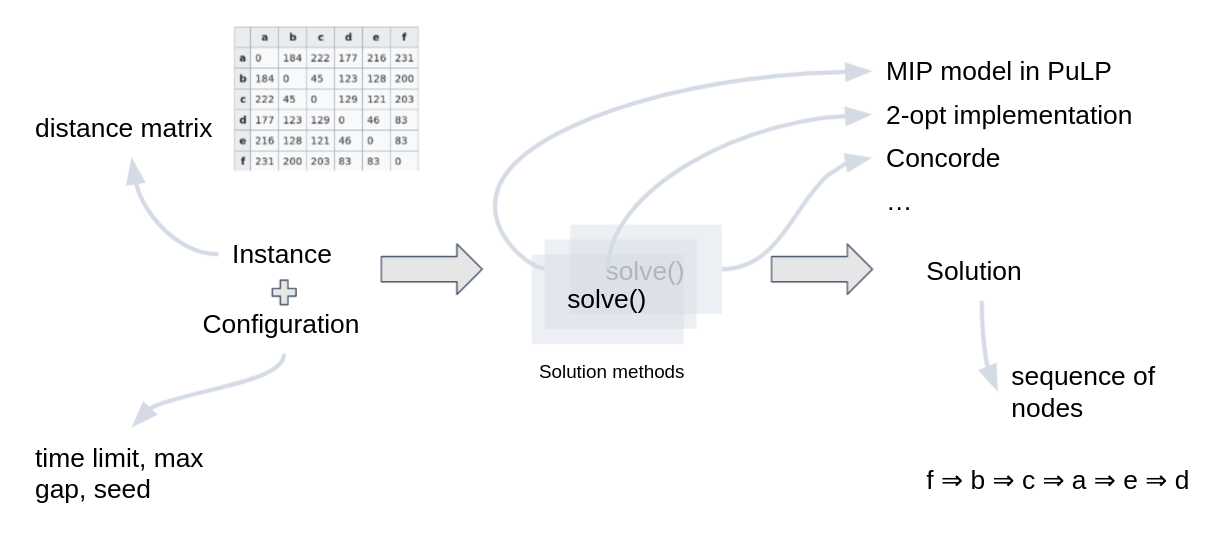 a b c d e f
a 0 184 222 177 216 231
b 184 0 45 123 128 200
c 222 45 0 129 121 203
d 177 123 129 0 46 83
e 216 128 121 46 0 83
f 231 200 203 83 83 0
distance matrix
Instance
Configuration
time limit, max
gap, seed
solve()
solve()
Solution methods
MIP model in PuLP
2-opt implementation
Concorde
…
Solution
sequence of
nodes
f ⇒ b ⇒ c ⇒ a ⇒ e ⇒ d